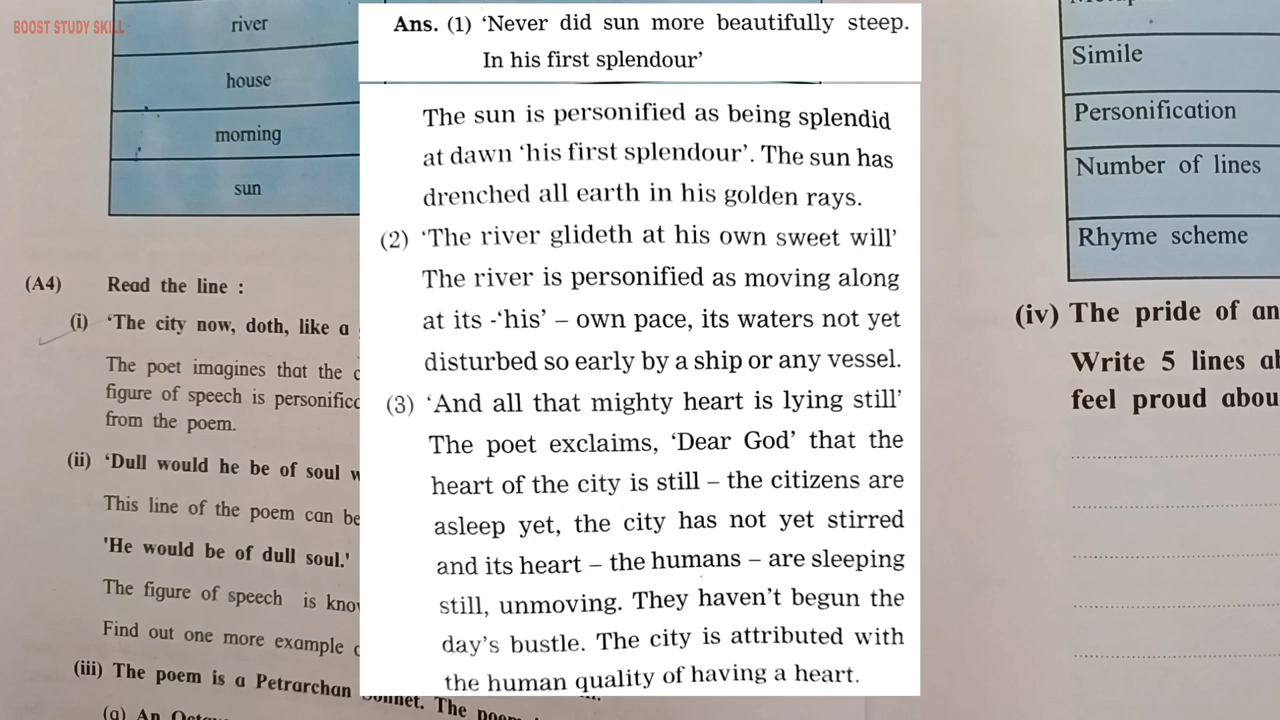 BOOST STUDY SKILL
river
house
morning
sun
(A4) Read the line :
(i) ‘The city now, doth, like a
The poet imagines that the
figure of speech is
from the poem.
(ii) ‘Dull would he be of soul
This line of the poem can be
'He would be of dull soul.'
The figure of speech is
Find out one more example
(iii) The poem is a Petrarchan Sonnet. The
(a) An
Ans. (1) ‘Never did sun more beautifully steep.
In his first splendour’
The sun is personified as being splendid
at dawn ‘his first splendour’. The sun has
drenched all earth in his golden rays.
(2) ‘The river glideth at his own sweet will’
The river is personified as moving along
at its -‘his’ – own pace, its waters not yet
disturbed so early by a ship or any vessel.
(3) ‘And all that mighty heart is lying still’
The poet exclaims, ‘Dear God’ that the
heart of the city is still – the citizens are
asleep yet, the city has not yet stirred
and its heart – the humans – are sleeping
still, unmoving. They haven’t begun the
day’s bustle. The city is attributed with
the human quality of having a heart.
Simile
Personification
Number of lines
Rhyme scheme
(iv) The pride of
Write 5 lines
feel proud